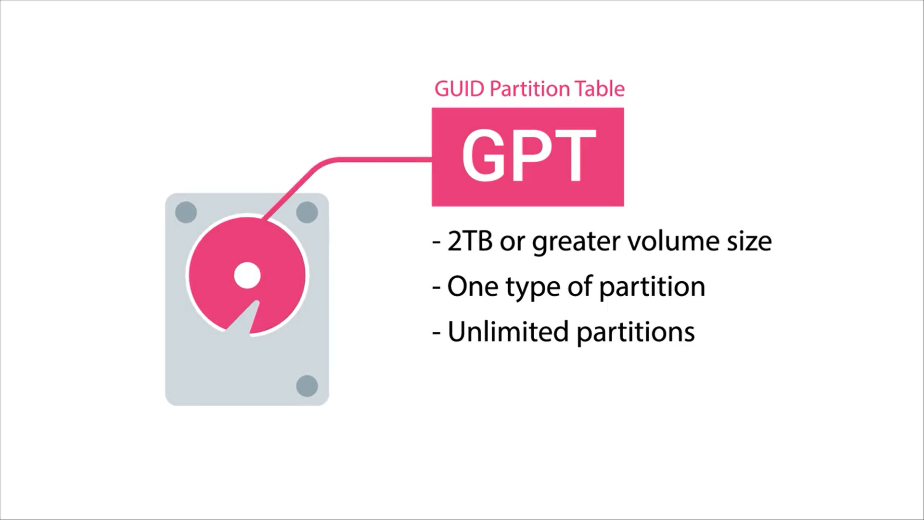 GUID Partition Table
GPT
- 2TB or greater volume size
- One type of partition
- Unlimited partitions